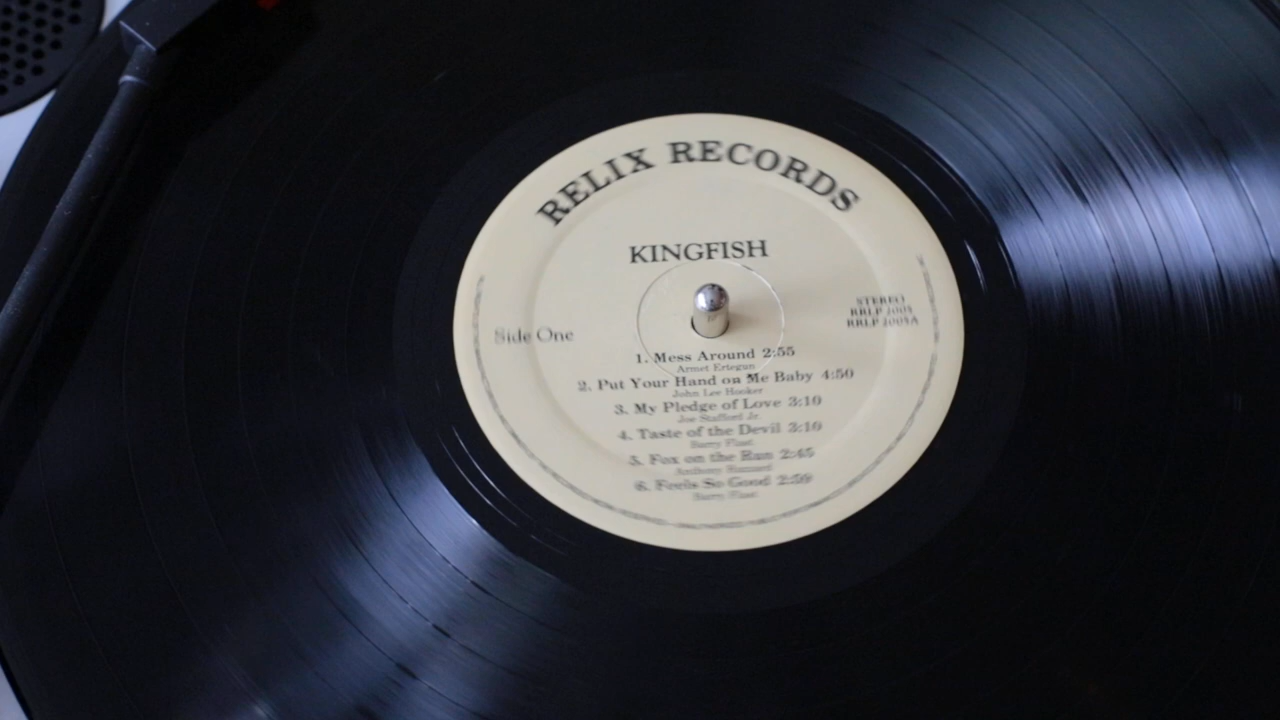 RELIX RECORDS
KINGFISH
STEREO
RRLP 2005
RRLP 2005A
Side One
1. Mess Around 2:55
Armet Ertegun
2. Put Your Hand on Me Baby 4:50
John Lee Hooker
3. My Pledge of Love 3:10
Joe Stafford Jr.
4. Taste of the Devil 3:10
Barry Flast
5. Fox on the Run 2:45
Anthony Hazzard
6. Feels So Good 2:59
Barry Flast